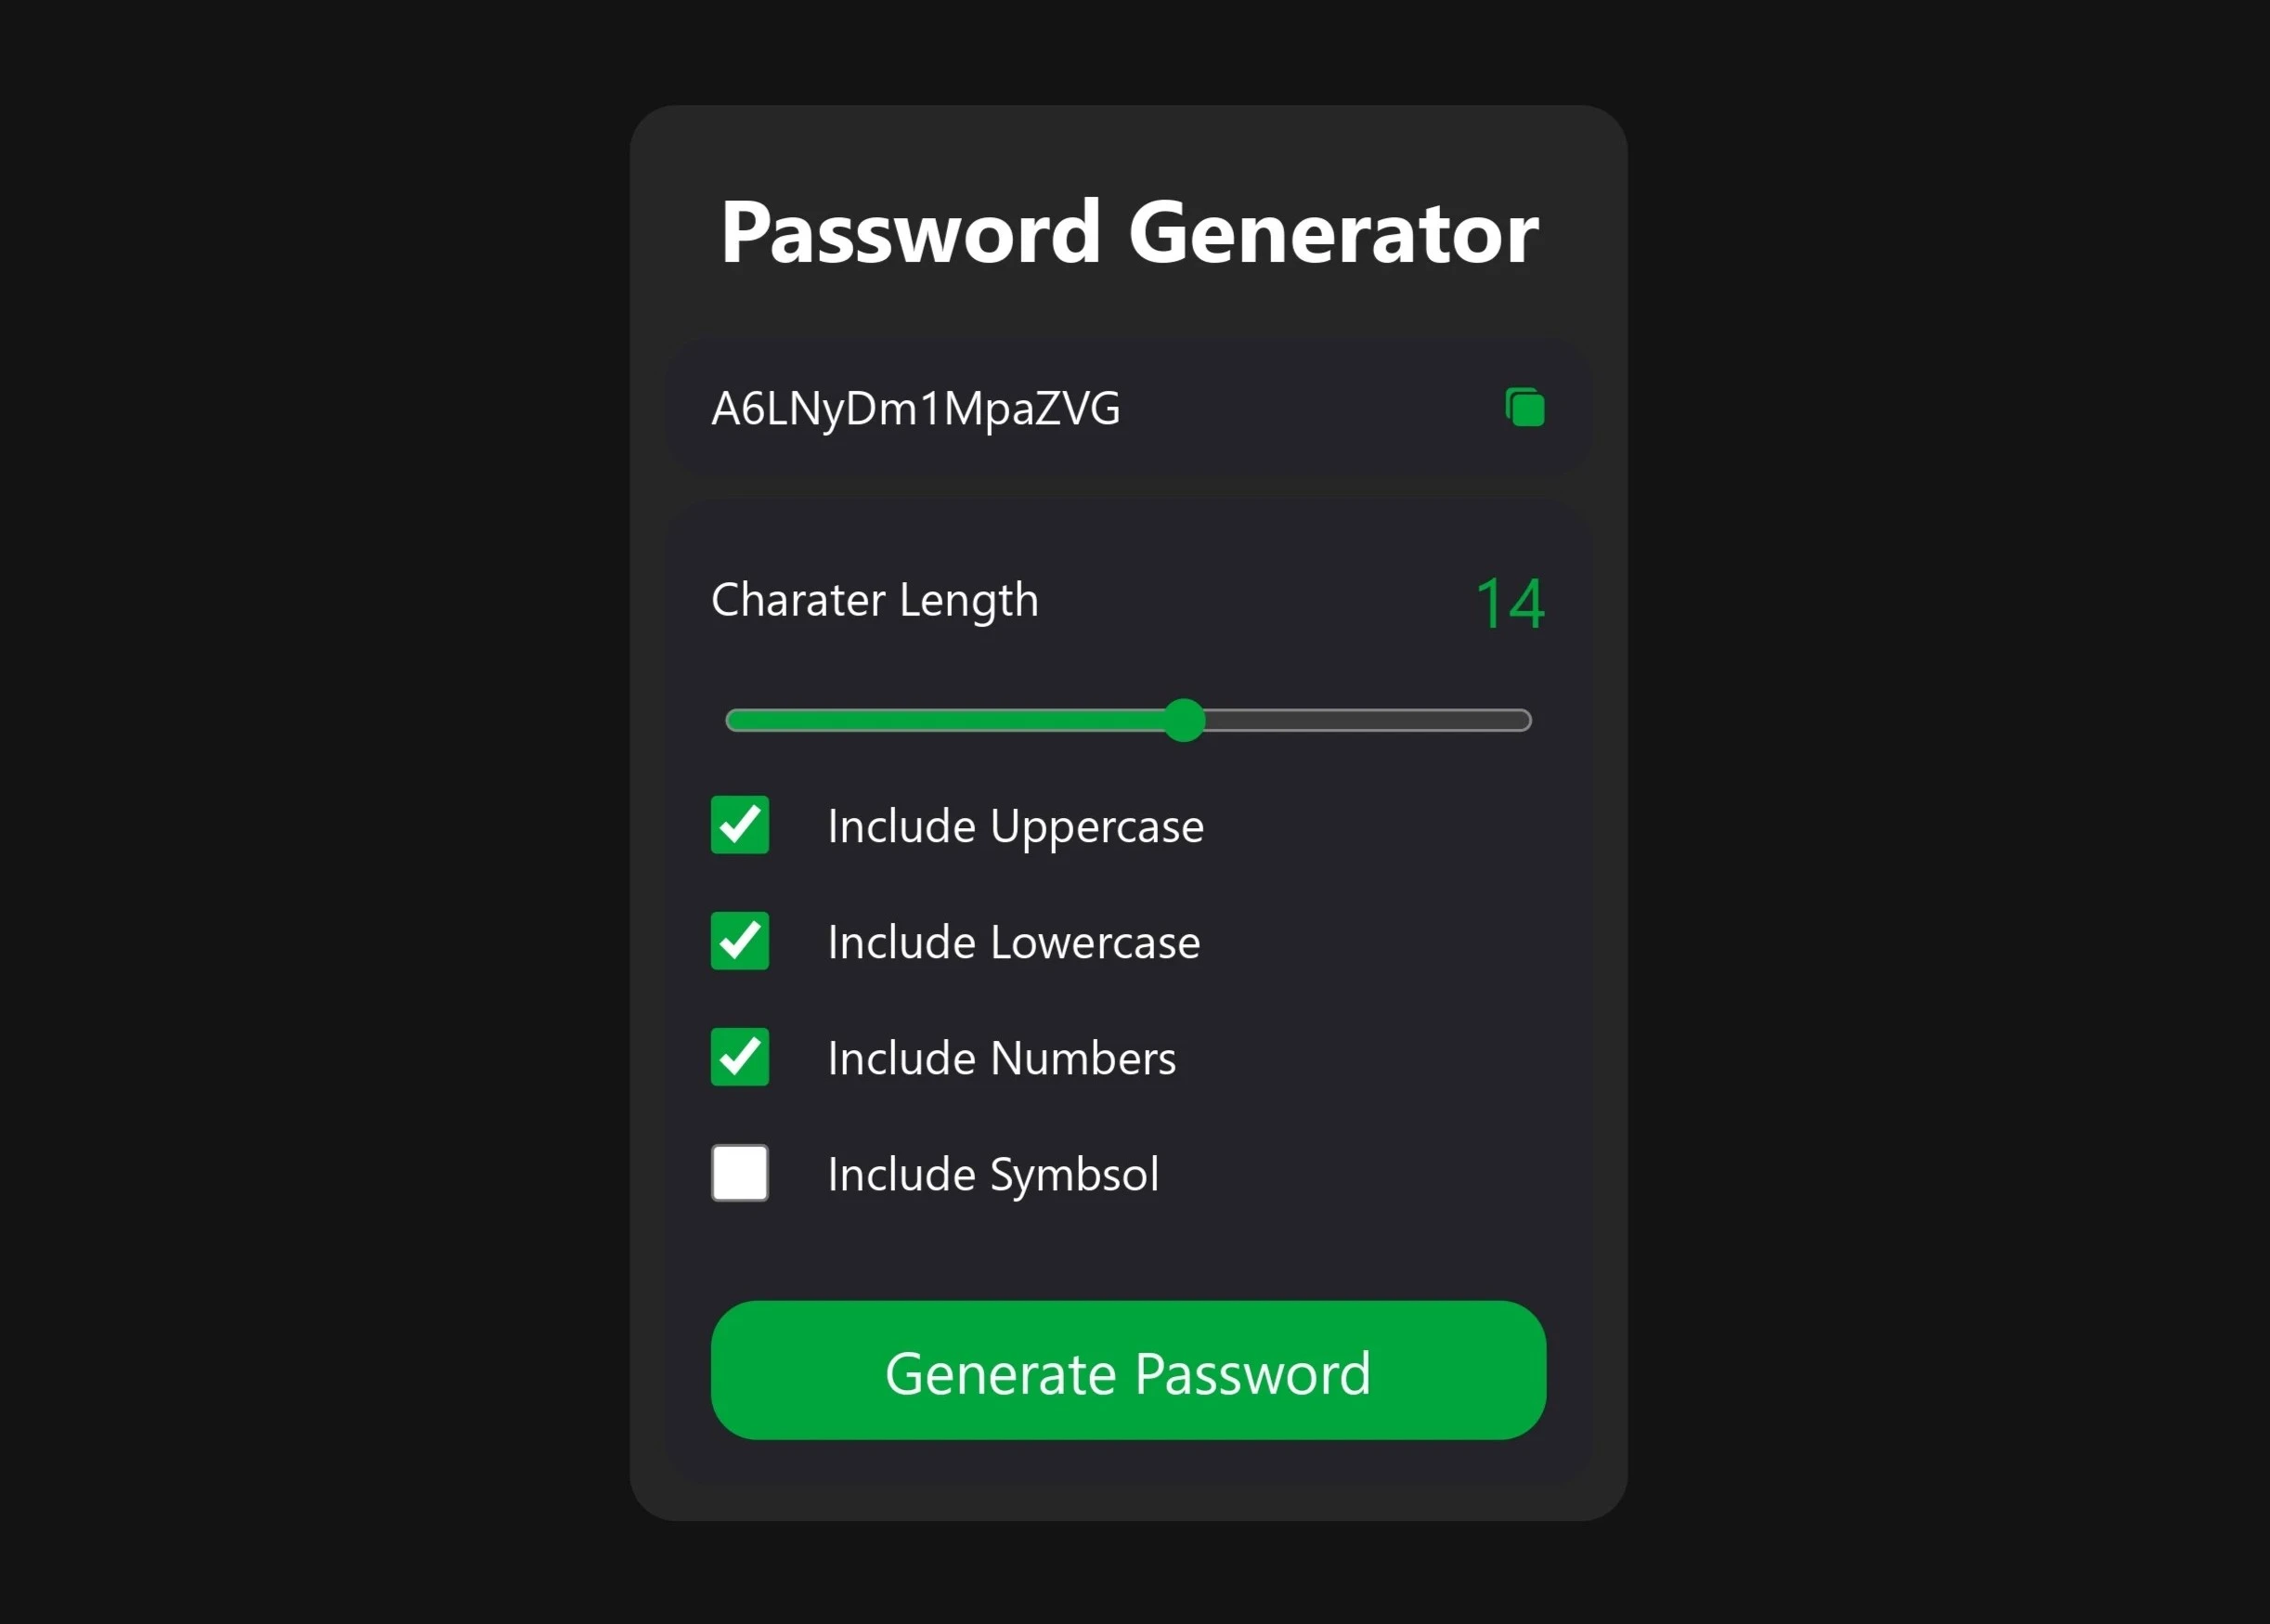 Password Generator
A6LNyDm1MpaZVG
Charater Length 14
Include Uppercase
Include Lowercase
Include Numbers
Include Symbsol
Generate Password